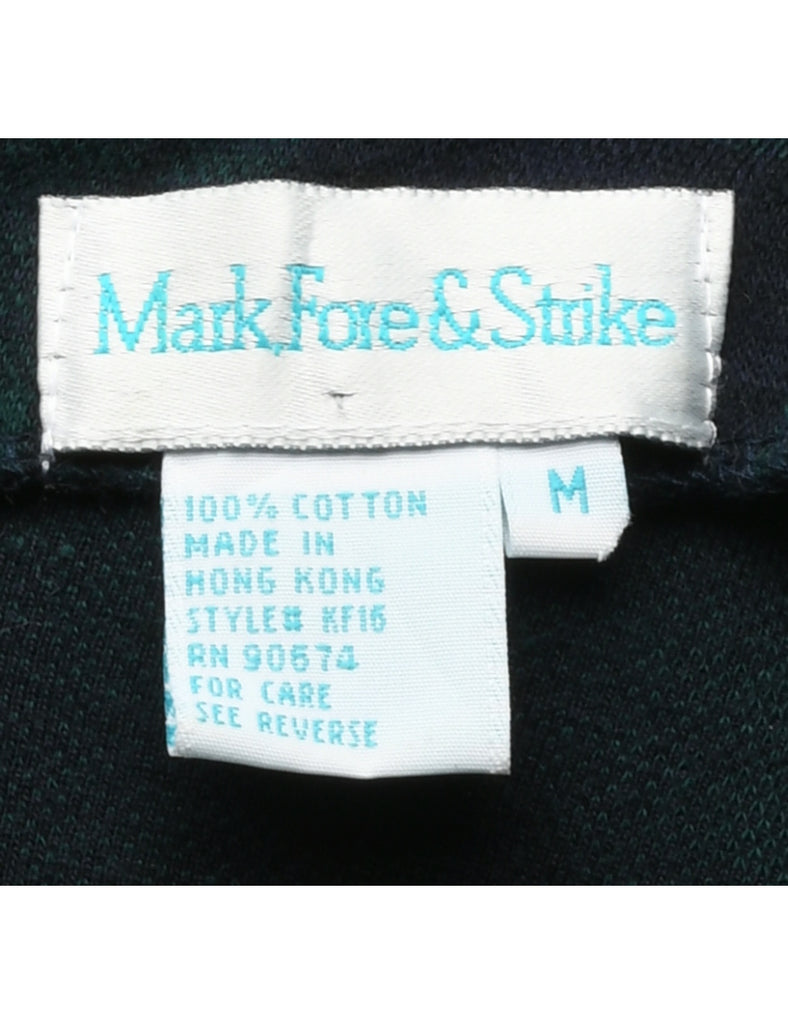 Mark, Fore & Strike
M
100% COTTON
MADE IN
HONG KONG
STYLE# KF16
RN 90674
FOR CARE
SEE REVERSE